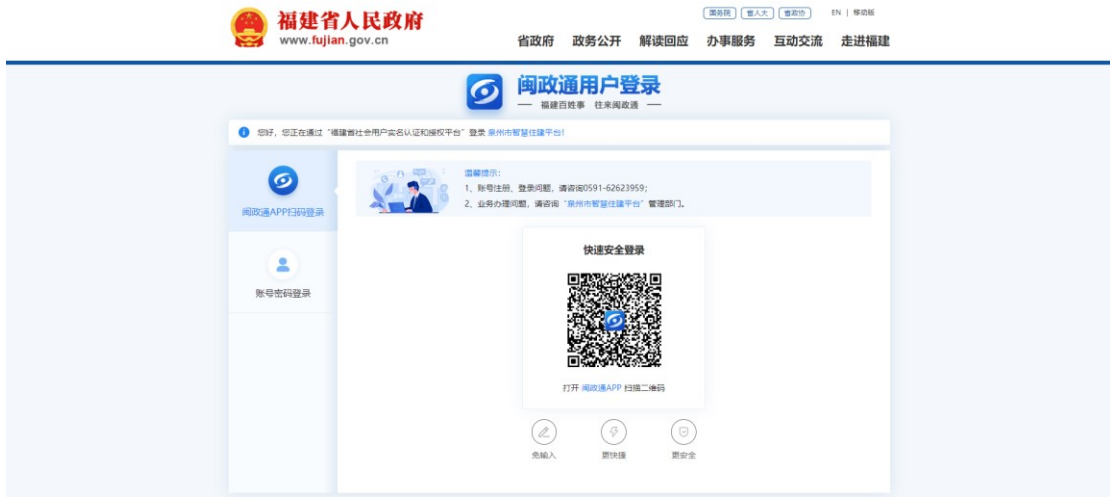 福建省人民政府
www.fujian.gov.cn
国务院 省人大 省政协 EN | 移动版
省政府 政务公开 解读回应 办事服务 互动交流 走进福建
闽政通用户登录
福建百姓事 往来闽政通
您好，您正在通过“福建省社会用户实名认证和授权平台”登录 泉州市智慧住建平台!
闽政通APP扫码登录
账号密码登录
温馨提示:
1、账号注册、登录问题，请咨询0591-62623959;
2、业务办理问题，请咨询“泉州市智慧住建平台”管理部门。
快速安全登录
打开 闽政通APP 扫描二维码
免输入 更快捷 更安全